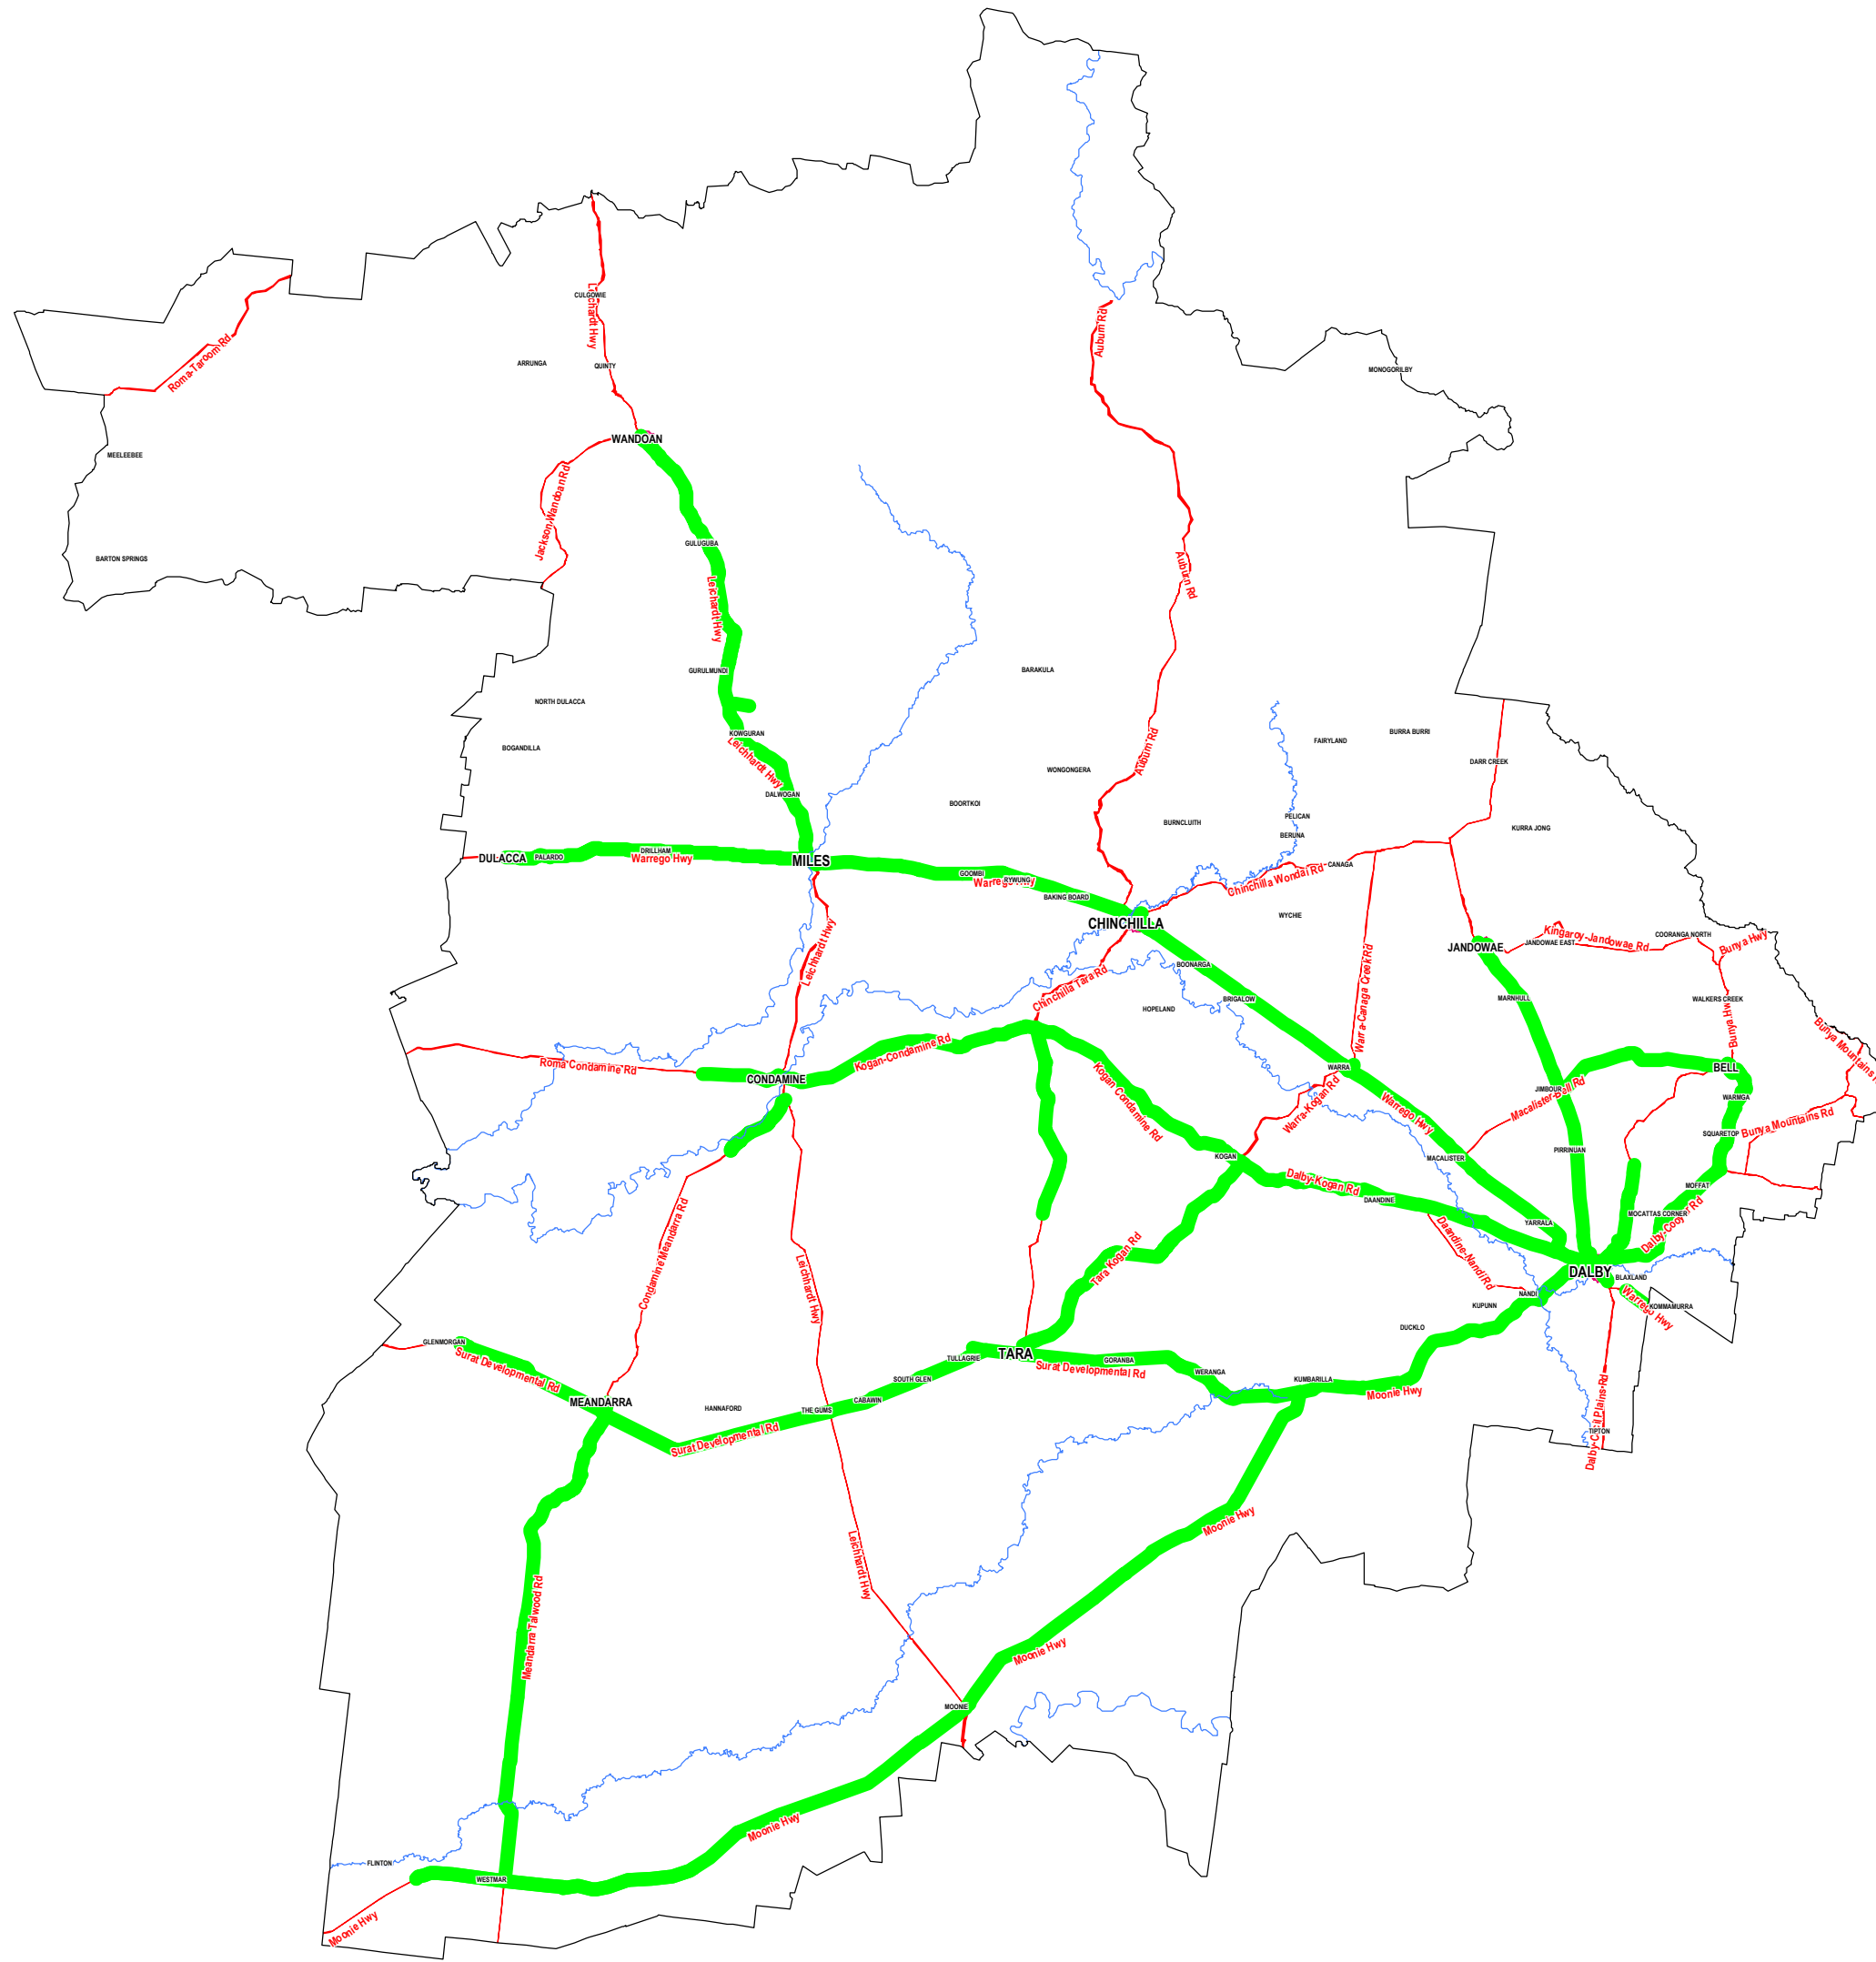 CULGOWIE
Leichardt Hwy
Auburn Rd
Roma-Taroom Rd
ARRUNGA
QUINTY
MONOGORILBY
WANDOAN
MEELEEBEE
Jackson-Wandoan Rd
GULUGUBA
BARTON SPRINGS
Auburn Rd
Leichardt Hwy
GURULMUNDI
BARAKULA
NORTH DULACCA
KOWGURAN
BOGANDILLA
Leichhardt Hwy
Auburn Rd
FAIRYLAND
BURRA BURRI
WONGONGERA
DARR CREEK
DALWOGAN
BOORTKOI
BURNCLUITH
PELICAN
BERUNA
KURRA JONG
DULACCA
PALARDO
DRILLHAM
Warrego Hwy
MILES
GOOMBI
RYWUNG
Warrego Hwy
BAKING BOARD
CANAGA
Chinchilla Wondai Rd
CHINCHILLA
WYCHIE
JANDOWAE
JANDOWAE EAST
Kingaroy-Jandowae Rd
COORANGA NORTH
Bunya Hwy
Leichhardt Hwy
BOONARGA
Chinchilla Tara Rd
HOPELAND
BRIGALOW
Warra-Canaga Creek Rd
MARNHULL
WALKERS CREEK
Bunya Hwy
Bunya Mountains
Roma Condamine Rd
CONDAMINE
Kogan-Condamine Rd
Kogan Condamine Rd
WARRA
Warra-Kogan Rd
Warrego Hwy
JIMBOUR
Macalister-Bell Rd
BELL
WARMGA
SQUARETOP
Bunya Mountains Rd
KOGAN
MACALISTER
PIRRINUAN
Dalby-Kogan Rd
DAANDINE
MOFFAT
MOCATTAS CORNER
Dalby-Cooyar Rd
YARRALA
Condamine Meandarra Rd
Leichhardt Hwy
Tara Kogan Rd
Daandine-Nandi Rd
DALBY
BLAXLAND
NANDI
KUPUNN
Warrego Hwy
KOMMAMURRA
DUCKLO
GLENMORGAN
Surat Developmental Rd
TULLAGRIE
TARA
GORANBA
Surat Developmental Rd
WERANGA
KUMBARILLA
Moonie Hwy
SOUTH GLEN
CABAWIN
MEANDARRA
HANNAFORD
THE GUMS
Surat Developmental Rd
Dalby-Cecil Plains-Rd
TIPTON
Moonie Hwy
Leichhardt Hwy
Meandarra Talwood Rd
Moonie Hwy
MOONIE
Moonie Hwy
FLINTON
WESTMAR
Moonie Hwy